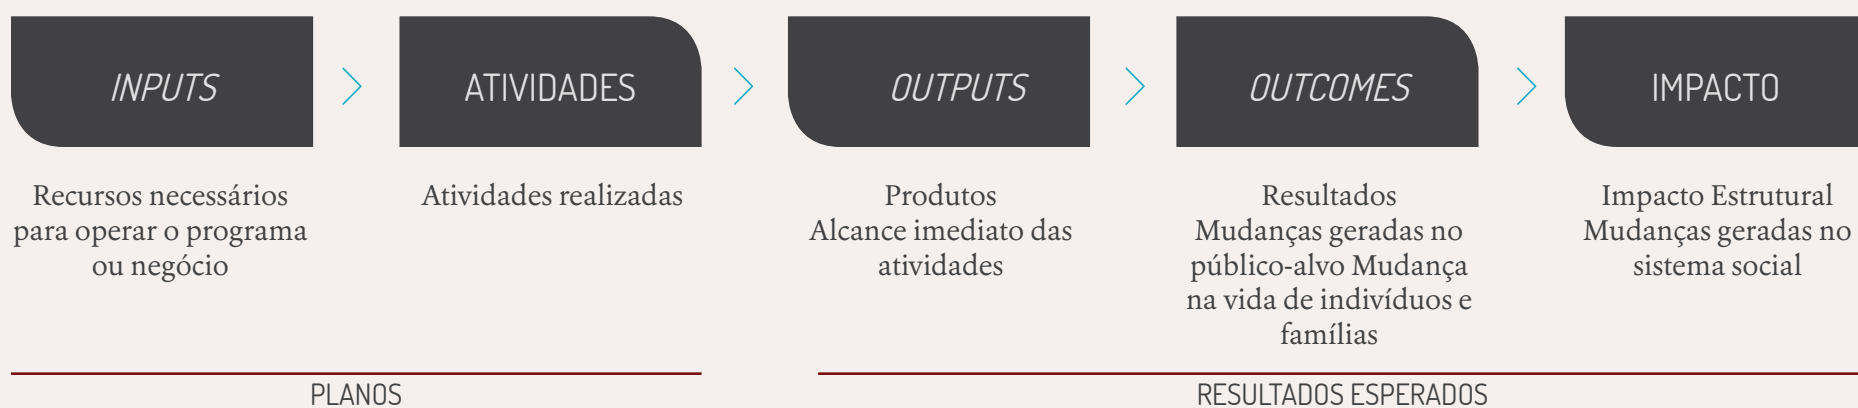 INPUTS
ATIVIDADES
OUTPUTS
OUTCOMES
IMPACTO
Recursos necessários
para operar o programa
ou negócio
Atividades realizadas
Produtos
Alcance imediato das
atividades
Resultados
Mudanças geradas no
público-alvo Mudança
na vida de indivíduos e
famílias
Impacto Estrutural
Mudanças geradas no
sistema social
PLANOS
RESULTADOS ESPERADOS